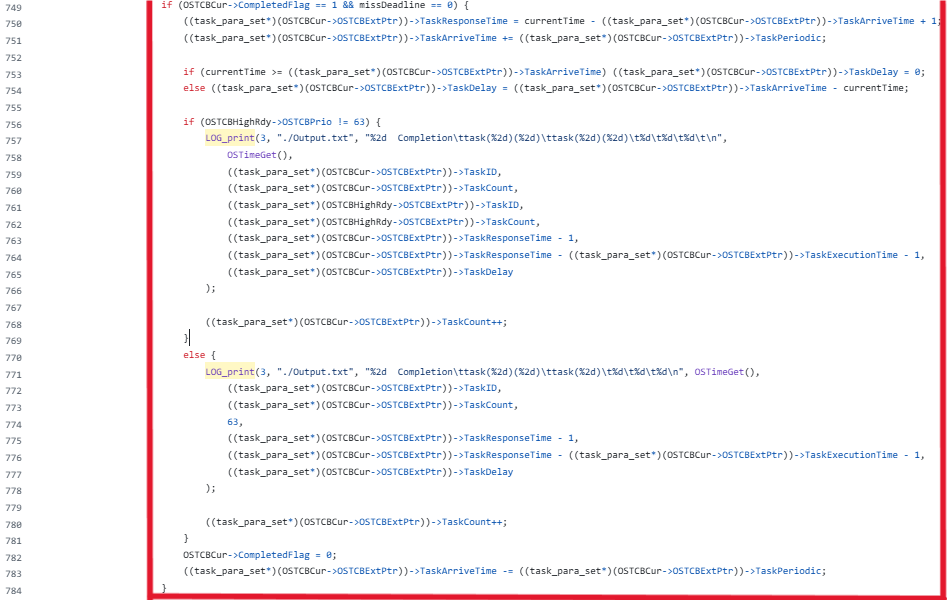 749 if (OSTCBCur->CompletedFlag == 1 && missDeadline == 0) {
750 ((task_para_set*)(OSTCBCur->OSTCBExtPtr))->TaskResponseTime = currentTime - ((task_para_set*)(OSTCBCur->OSTCBExtPtr))->TaskArriveTime + 1;
751 ((task_para_set*)(OSTCBCur->OSTCBExtPtr))->TaskArriveTime += ((task_para_set*)(OSTCBCur->OSTCBExtPtr))->TaskPeriodic;
752
753 if (currentTime >= ((task_para_set*)(OSTCBCur->OSTCBExtPtr))->TaskArriveTime) ((task_para_set*)(OSTCBCur->OSTCBExtPtr))->TaskDelay = 0;
754 else ((task_para_set*)(OSTCBCur->OSTCBExtPtr))->TaskDelay = ((task_para_set*)(OSTCBCur->OSTCBExtPtr))->TaskArriveTime - currentTime;
755
756 if (OSTCBHighRdy->OSTCBPrio != 63) {
757 LOG_print(3, "./Output.txt", "%2d  Completion\ttask(%2d)(%2d)\ttask(%2d)(%2d)\t%d\t%d\t%d\t\n",
758 OSTimeGet(),
759 ((task_para_set*)(OSTCBCur->OSTCBExtPtr))->TaskID,
760 ((task_para_set*)(OSTCBCur->OSTCBExtPtr))->TaskCount,
761 ((task_para_set*)(OSTCBHighRdy->OSTCBExtPtr))->TaskID,
762 ((task_para_set*)(OSTCBHighRdy->OSTCBExtPtr))->TaskCount,
763 ((task_para_set*)(OSTCBCur->OSTCBExtPtr))->TaskResponseTime - 1,
764 ((task_para_set*)(OSTCBCur->OSTCBExtPtr))->TaskResponseTime - ((task_para_set*)(OSTCBCur->OSTCBExtPtr))->TaskExecutionTime - 1,
765 ((task_para_set*)(OSTCBCur->OSTCBExtPtr))->TaskDelay
766 );
767
768 ((task_para_set*)(OSTCBCur->OSTCBExtPtr))->TaskCount++;
769 }
770 else {
771 LOG_print(3, "./Output.txt", "%2d  Completion\ttask(%2d)(%2d)\ttask(%2d)\t%d\t%d\t%d\n", OSTimeGet(),
772 ((task_para_set*)(OSTCBCur->OSTCBExtPtr))->TaskID,
773 ((task_para_set*)(OSTCBCur->OSTCBExtPtr))->TaskCount,
774 63,
775 ((task_para_set*)(OSTCBCur->OSTCBExtPtr))->TaskResponseTime - 1,
776 ((task_para_set*)(OSTCBCur->OSTCBExtPtr))->TaskResponseTime - ((task_para_set*)(OSTCBCur->OSTCBExtPtr))->TaskExecutionTime - 1,
777 ((task_para_set*)(OSTCBCur->OSTCBExtPtr))->TaskDelay
778 );
779
780 ((task_para_set*)(OSTCBCur->OSTCBExtPtr))->TaskCount++;
781 }
782 OSTCBCur->CompletedFlag = 0;
783 ((task_para_set*)(OSTCBCur->OSTCBExtPtr))->TaskArriveTime -= ((task_para_set*)(OSTCBCur->OSTCBExtPtr))->TaskPeriodic;
784 }